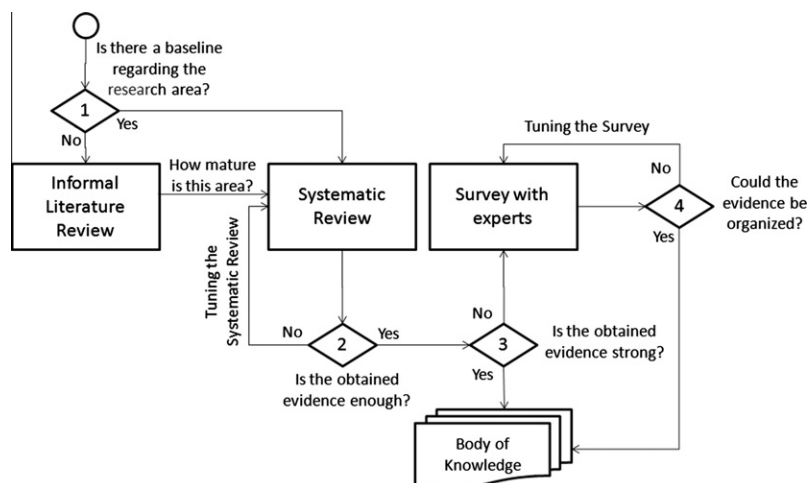 Is there a baseline
regarding the
research area?
1
Yes
No
Informal
Literature
Review
How mature
is this area?
Systematic
Review
Tuning the
Systematic Review
2
No
Yes
Is the obtained
evidence enough?
3
No
Yes
Is the obtained
evidence strong?
Survey with
experts
Tuning the Survey
4
No
Yes
Could the
evidence be
organized?
Body of
Knowledge